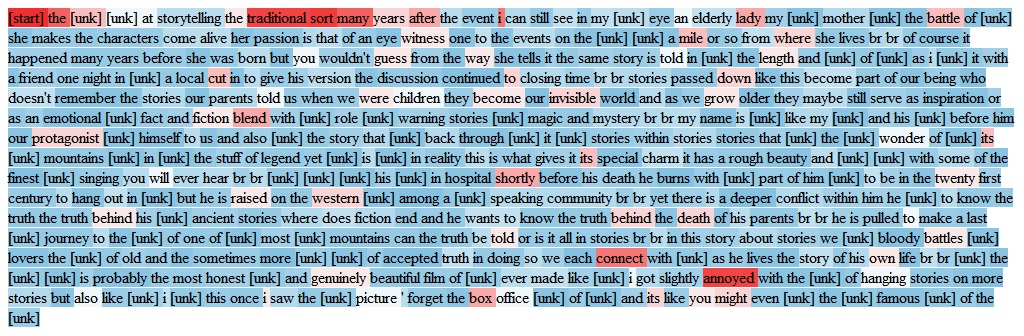 [start] the [unk] [unk] at storytelling the traditional sort many years after the event i can still see in my [unk] eye an elderly lady my [unk] mother [unk] the battle of [unk]
she makes the characters come alive her passion is that of an eye witness one to the events on the [unk] [unk] a mile or so from where she lives br br of course it
happened many years before she was born but you wouldn't guess from the way she tells it the same story is told in [unk] the length and [unk] of [unk] as i [unk] it with
a friend one night in [unk] a local cut in to give his version the discussion continued to closing time br br stories passed down like this become part of our being who
doesn't remember the stories our parents told us when we were children they become our invisible world and as we grow older they maybe still serve as inspiration or
as an emotional [unk] fact and fiction blend with [unk] role [unk] warning stories [unk] magic and mystery br br my name is [unk] like my [unk] and his [unk] before him
our protagonist [unk] himself to us and also [unk] the story that [unk] back through [unk] it [unk] stories within stories stories that [unk] the [unk] wonder of [unk] its
[unk] mountains [unk] in [unk] the stuff of legend yet [unk] is [unk] in reality this is what gives it its special charm it has a rough beauty and [unk] with some of the
finest [unk] singing you will ever hear br br [unk] [unk] his [unk] in hospital shortly before his death he burns with [unk] part of him [unk] to be in the twenty first
century to hang out in [unk] but he is raised on the western [unk] among a [unk] speaking community br br yet there is a deeper conflict within him he [unk] to know the
truth the truth behind his [unk] ancient stories where does fiction end and he wants to know the truth behind the death of his parents br br he is pulled to make a last
[unk] journey to the [unk] of one of [unk] most [unk] mountains can the truth be told or is it all in stories br br in this story about stories we [unk] bloody battles [unk]
lovers the [unk] of old and the sometimes more [unk] [unk] of accepted truth in doing so we each connect with [unk] as he lives the story of his own life br br [unk] the
[unk] [unk] is probably the most honest [unk] and genuinely beautiful film of [unk] ever made like [unk] i got slightly annoyed with the [unk] of hanging stories on more
stories but also like [unk] i [unk] this once i saw the [unk] picture ' forget the box office [unk] of [unk] and its like you might even [unk] the [unk] famous [unk] of the
[unk]